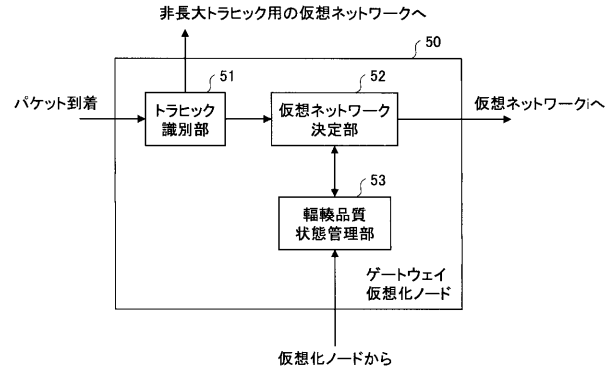 非長大トラヒック用の仮想ネットワークへ
50
51
52
パケット到着
トラヒック
識別部
仮想ネットワーク
決定部
仮想ネットワークiへ
53
輻輳品質
状態管理部
ゲートウェイ
仮想化ノード
仮想化ノードから